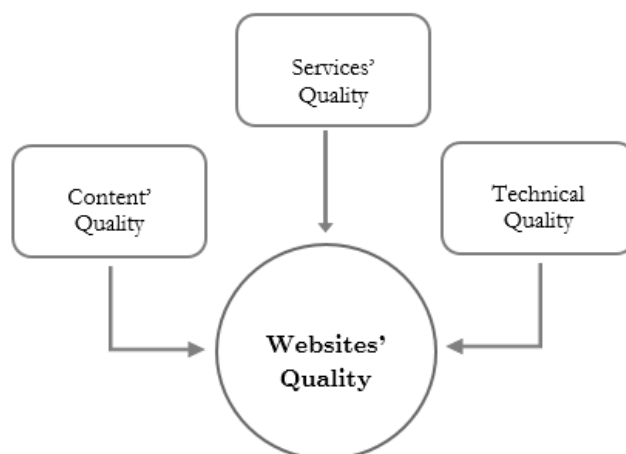 Services’
Quality
Content’
Quality
Technical
Quality
Websites’
Quality